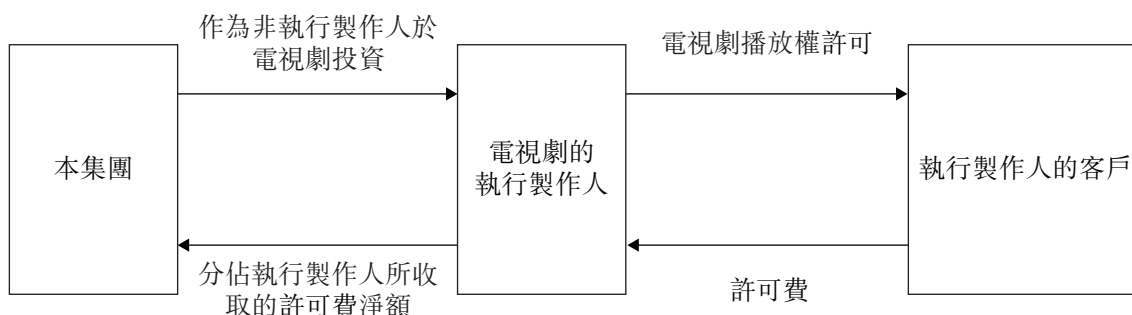 作為非執行製作人於
電視劇投資
電視劇播放權許可
本集團
電視劇的
執行製作人
執行製作人的客戶
分佔執行製作人所收
取的許可費淨額
許可費